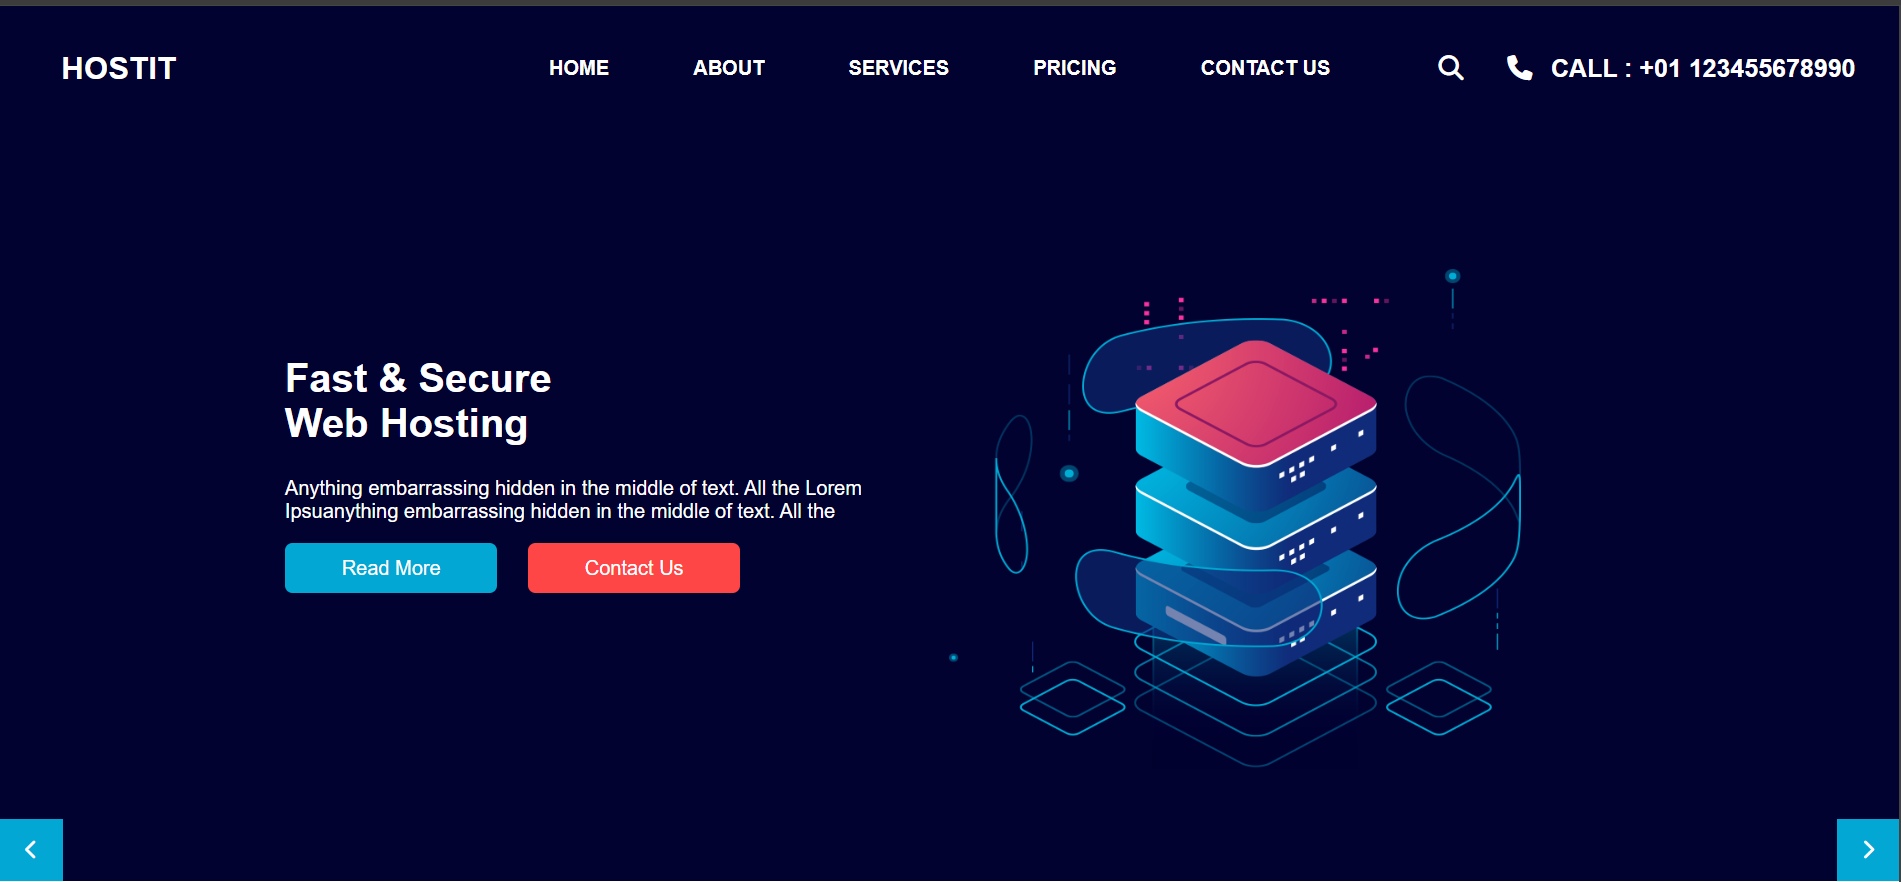 HOSTIT
HOME
ABOUT
SERVICES
PRICING
CONTACT US
CALL : +01 123455678990
Fast & Secure
Web Hosting
Anything embarrassing hidden in the middle of text. All the Lorem
Ipsuanything embarrassing hidden in the middle of text. All the
Read More
Contact Us